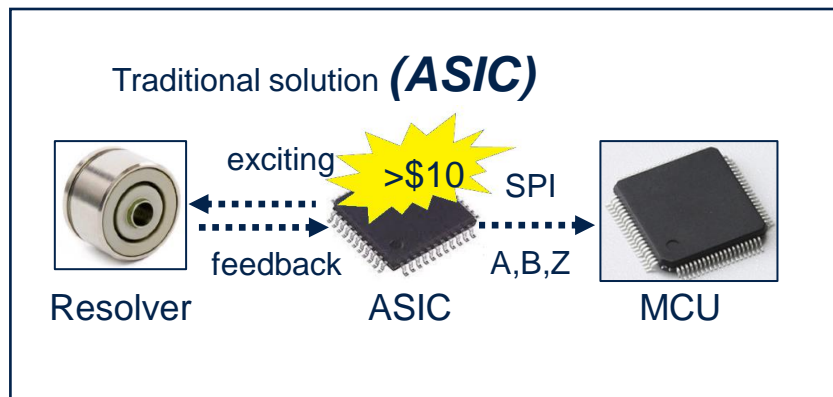 Traditional solution (ASIC)
exciting
>$10
SPI
feedback
A,B,Z
Resolver
ASIC
MCU